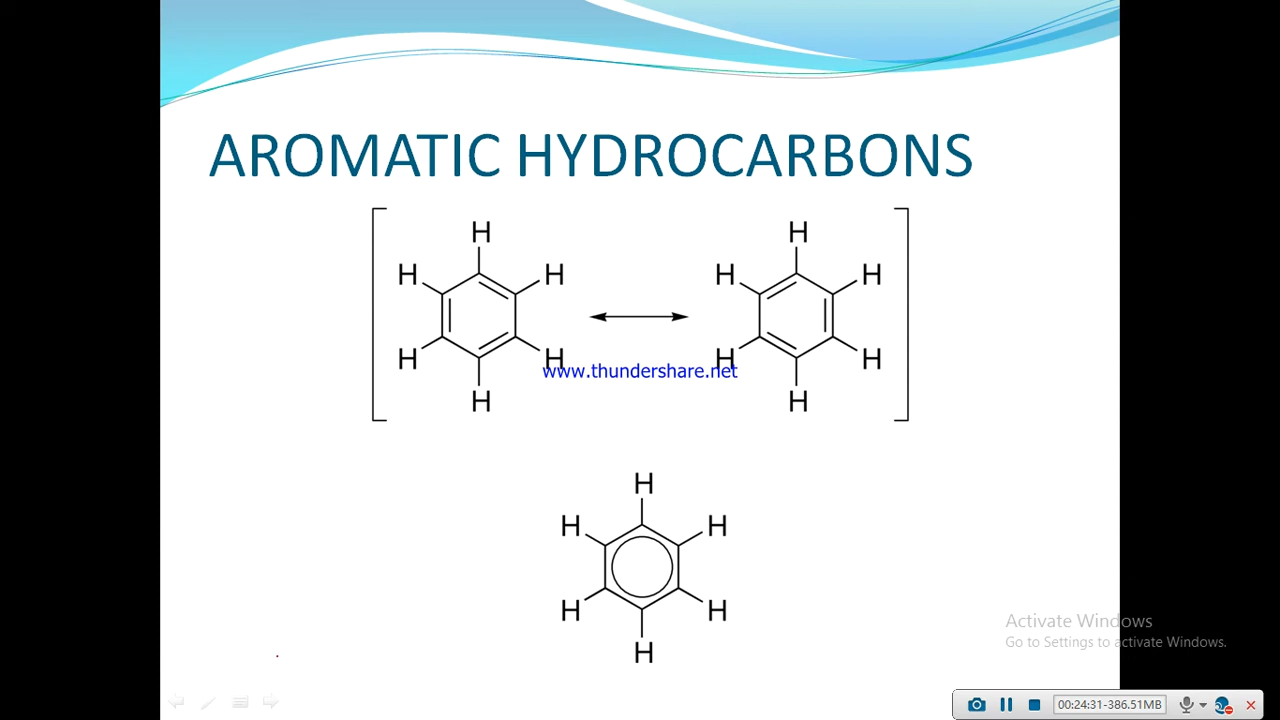 AROMATIC HYDROCARBONS
H H
H H H H
H H H H
www.thundershare.net
H H
H
H H
H H
H
Activate Windows
Go to Settings to activate Windows.
00:24:31-386.51MB